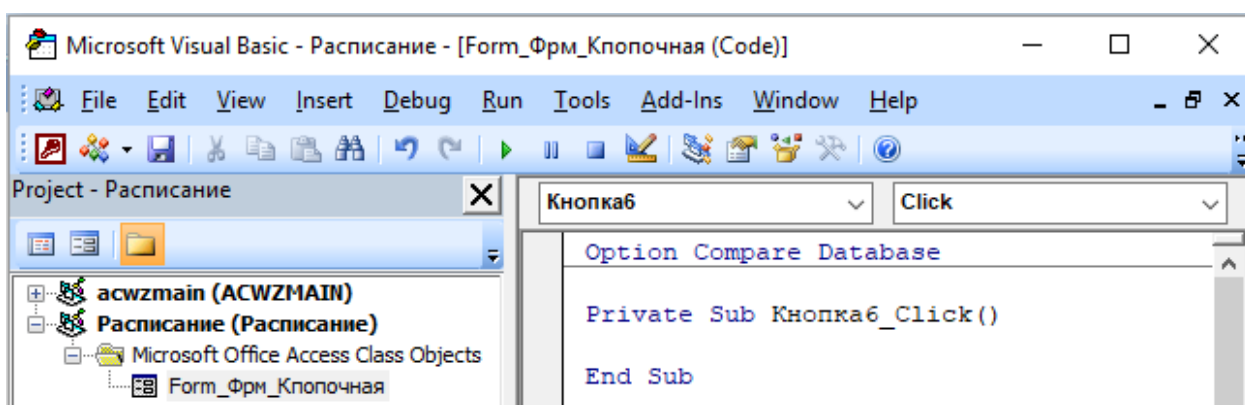 Microsoft Visual Basic - Расписание - [Form_Фрм_Кпопочная (Code)]
File Edit View Insert Debug Run Tools Add-Ins Window Help
Project - Расписание
Кнопка6
Click
acwzmain (ACWZMAIN)
Расписание (Расписание)
Microsoft Office Access Class Objects
Form_Фрм_Кпопочная
Option Compare Database
Private Sub Кнопка6_Click()
End Sub